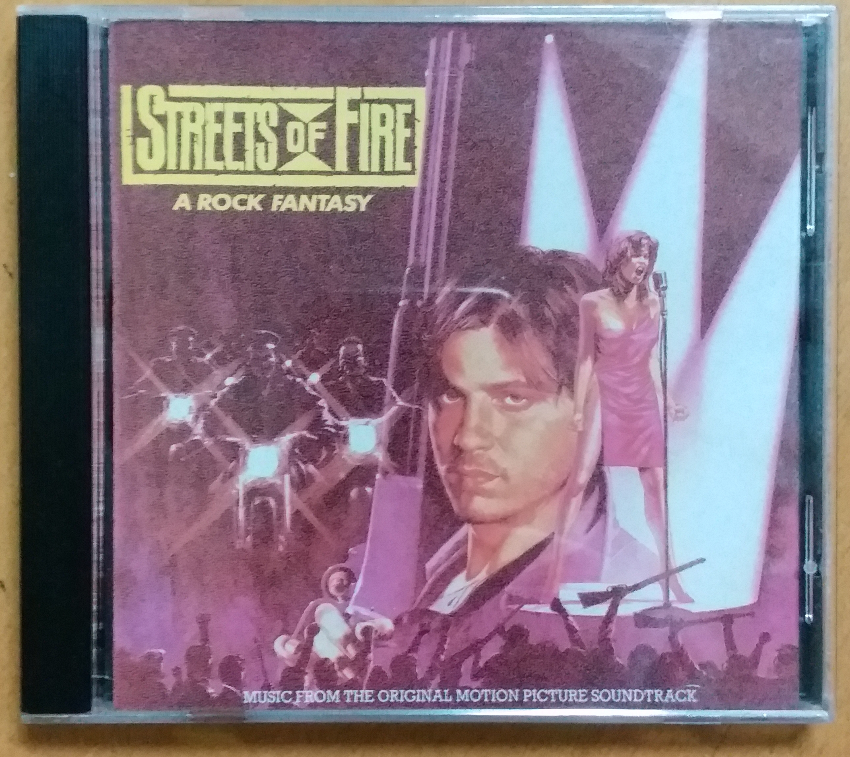 STREETS OF FIRE
A ROCK FANTASY
MUSIC FROM THE ORIGINAL MOTION PICTURE SOUNDTRACK